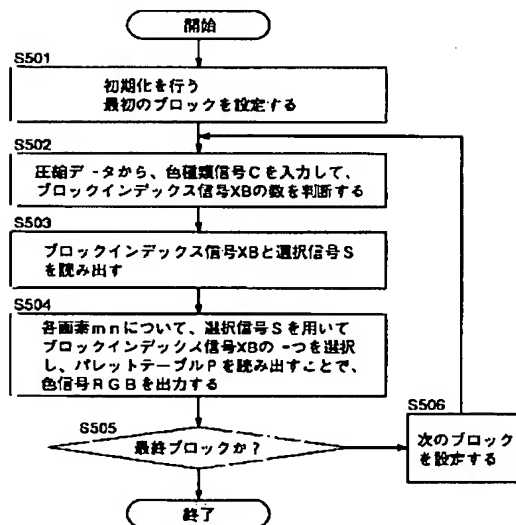 開始
S501
初期化を行う
最初のブロックを設定する
S502
圧縮データから、色種類信号Cを入力して、
ブロックインデックス信号XBの数を判断する
S503
ブロックインデックス信号XBと選択信号S
を読み出す
S504
各画素mnについて、選択信号Sを用いて
ブロックインデックス信号XBの一つを選択
し、パレットテーブルPを読み出すことで、
色信号RGBを出力する
S505
最終ブロックか?
S506
次のブロック
を設定する
終了